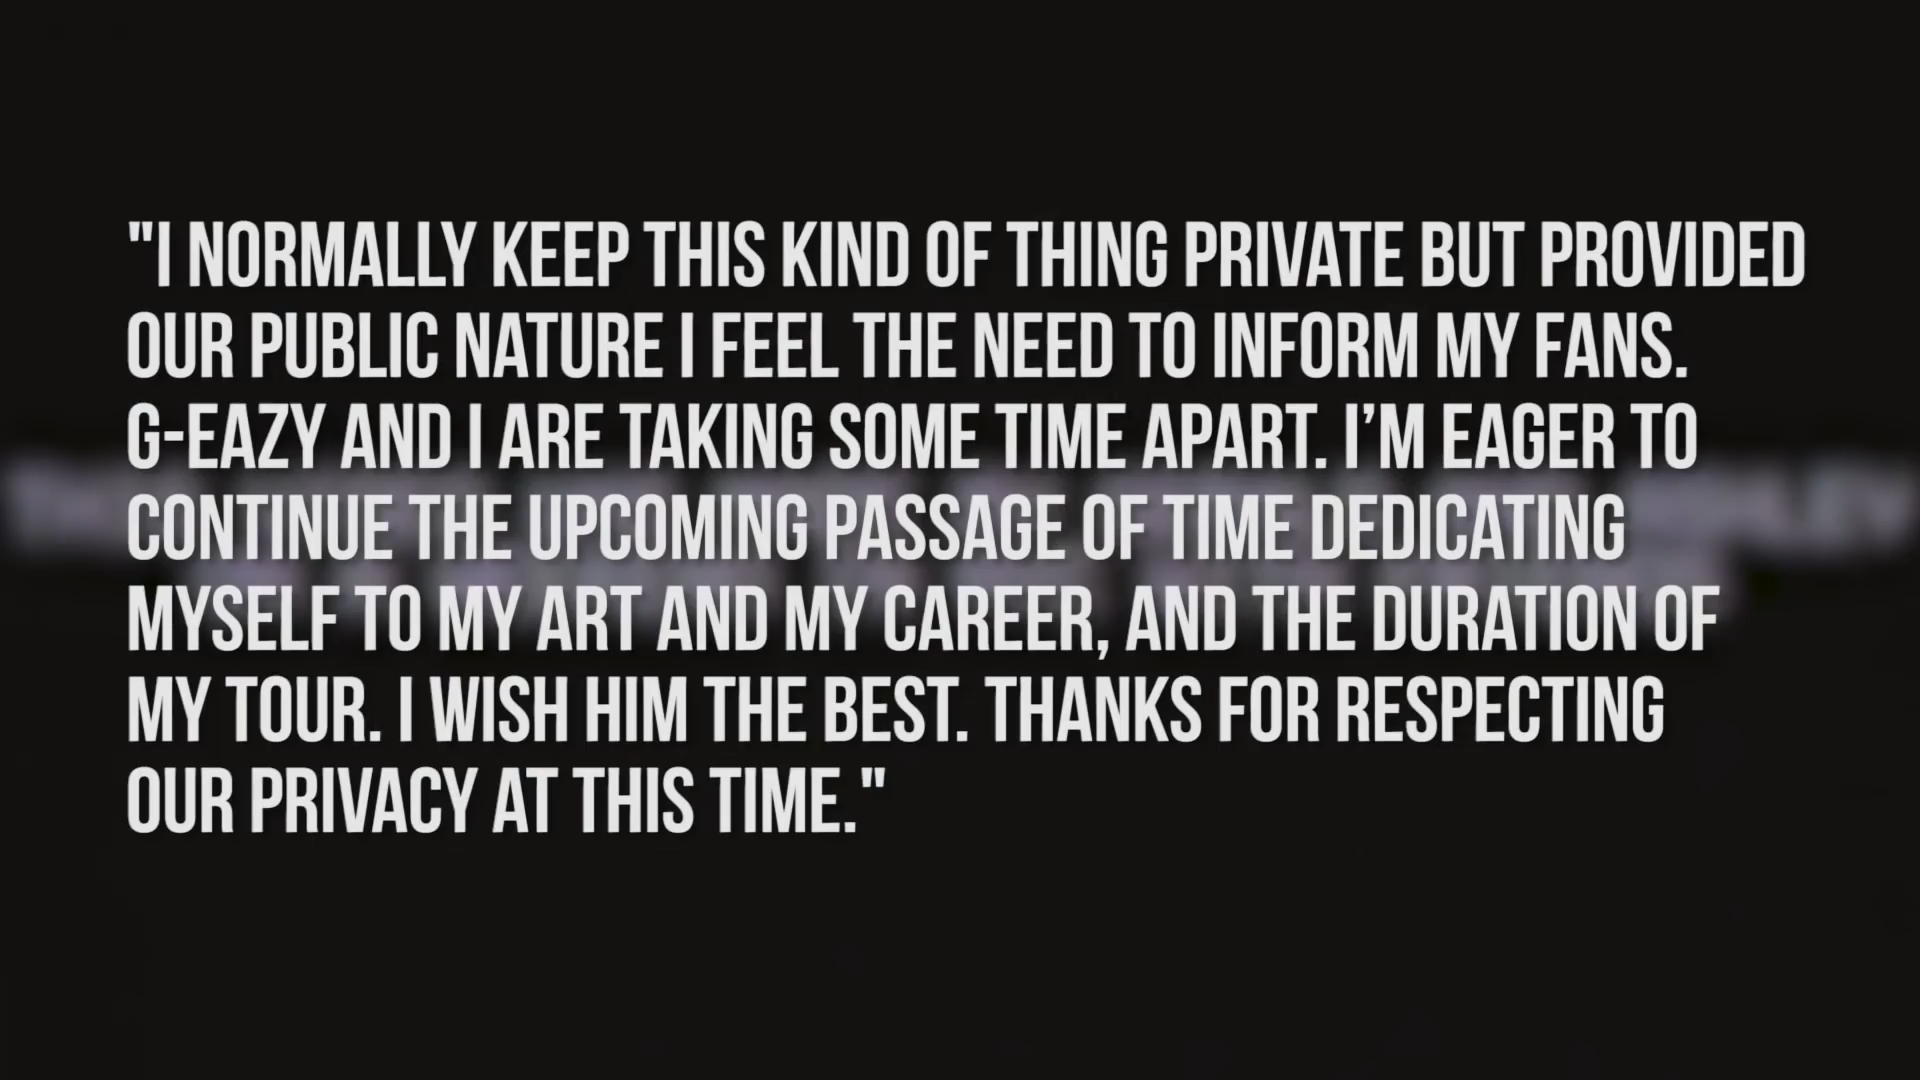 "I NORMALLY KEEP THIS KIND OF THING PRIVATE BUT PROVIDED
OUR PUBLIC NATURE I FEEL THE NEED TO INFORM MY FANS.
G-EAZY AND I ARE TAKING SOME TIME APART. I’M EAGER TO
CONTINUE THE UPCOMING PASSAGE OF TIME DEDICATING
MYSELF TO MY ART AND MY CAREER, AND THE DURATION OF
MY TOUR. I WISH HIM THE BEST. THANKS FOR RESPECTING
OUR PRIVACY AT THIS TIME."